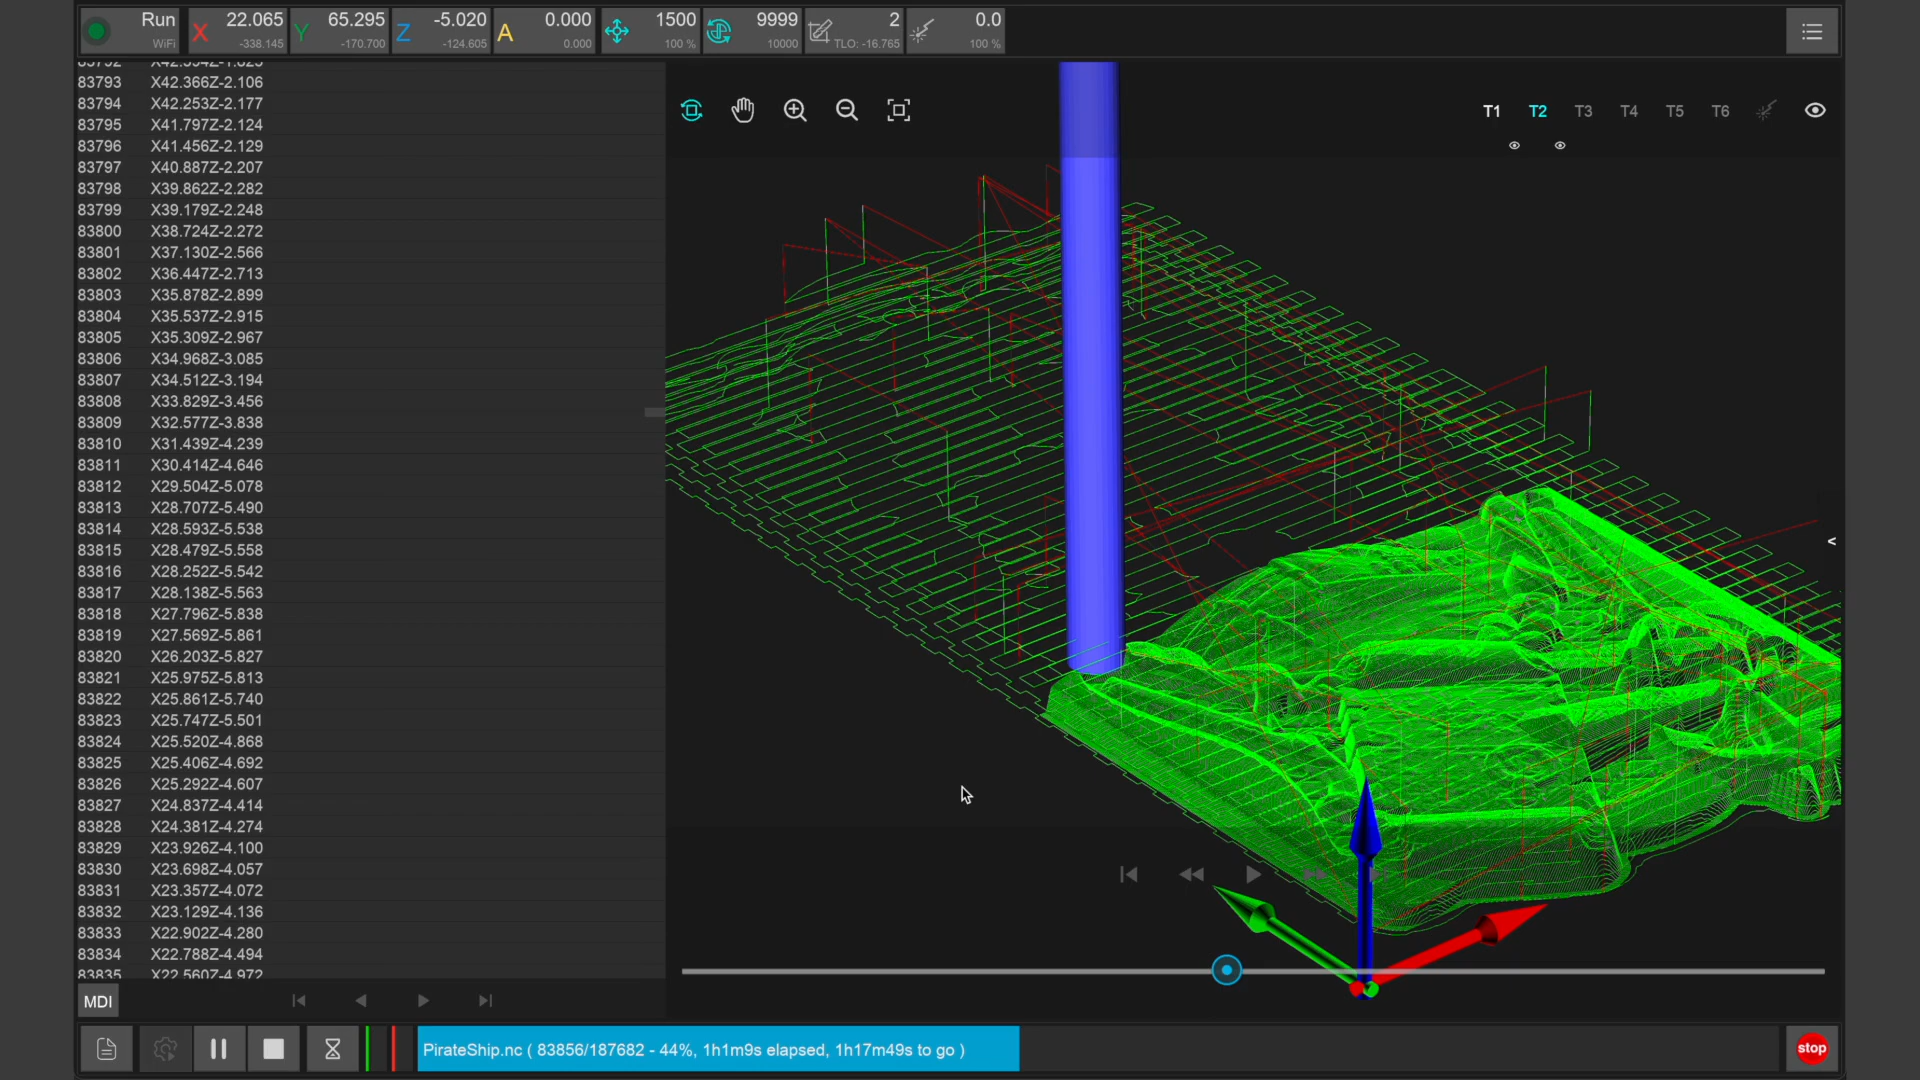 Run
WiFi
X 22.065
-338.145
Y 65.295
-170.700
Z -5.020
-124.605
A 0.000
0.000
1500
100 %
9999
10000
2
TLO: -16.765
0.0
100 %
T1 T2 T3 T4 T5 T6
83792 X42.594Z-1.825
83793 X42.366Z-2.106
83794 X42.253Z-2.177
83795 X41.797Z-2.124
83796 X41.456Z-2.129
83797 X40.887Z-2.207
83798 X39.862Z-2.282
83799 X39.179Z-2.248
83800 X38.724Z-2.272
83801 X37.130Z-2.566
83802 X36.447Z-2.713
83803 X35.878Z-2.899
83804 X35.537Z-2.915
83805 X35.309Z-2.967
83806 X34.968Z-3.085
83807 X34.512Z-3.194
83808 X33.829Z-3.456
83809 X32.577Z-3.838
83810 X31.439Z-4.239
83811 X30.414Z-4.646
83812 X29.504Z-5.078
83813 X28.707Z-5.490
83814 X28.593Z-5.538
83815 X28.479Z-5.558
83816 X28.252Z-5.542
83817 X28.138Z-5.563
83818 X27.796Z-5.838
83819 X27.569Z-5.861
83820 X26.203Z-5.827
83821 X25.975Z-5.813
83822 X25.861Z-5.740
83823 X25.747Z-5.501
83824 X25.520Z-4.868
83825 X25.406Z-4.692
83826 X25.292Z-4.607
83827 X24.837Z-4.414
83828 X24.381Z-4.274
83829 X23.926Z-4.100
83830 X23.698Z-4.057
83831 X23.357Z-4.072
83832 X23.129Z-4.136
83833 X22.902Z-4.280
83834 X22.788Z-4.494
83835 X22.560Z-4.972
<
MDI
PirateShip.nc ( 83856/187682 - 44%, 1h1m9s elapsed, 1h17m49s to go )
stop